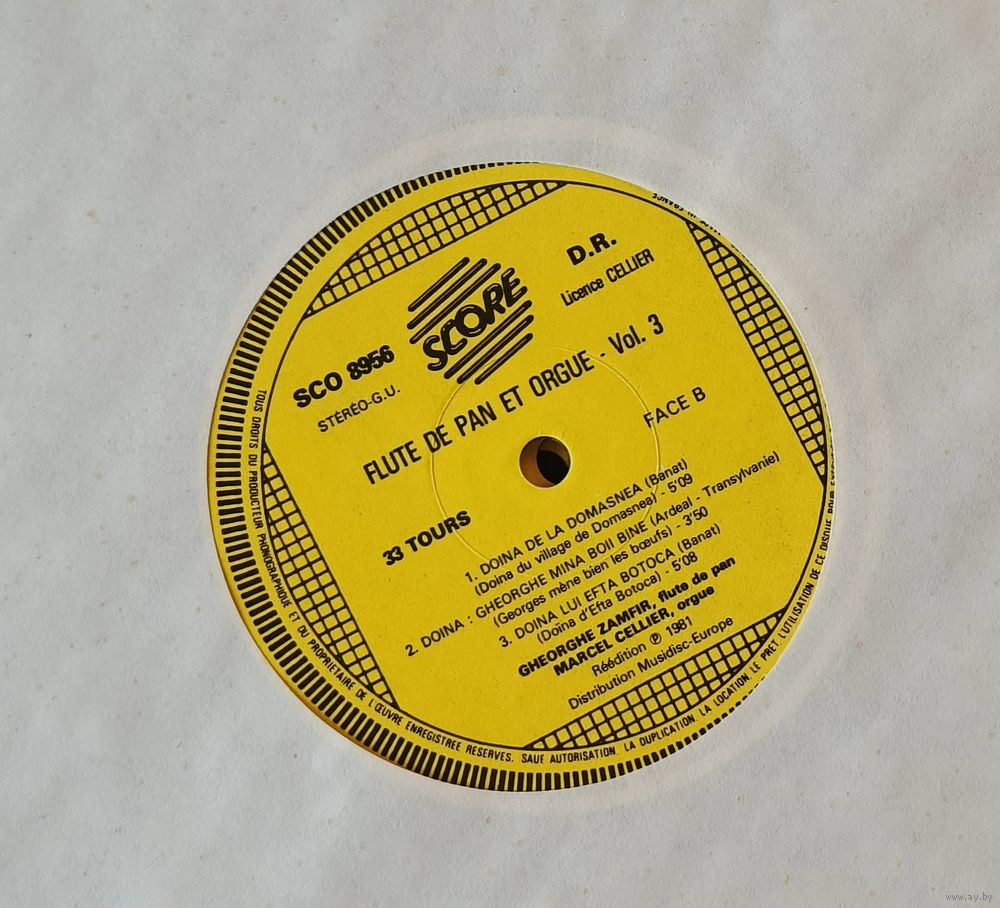 SCORE
D.R.
Licence CELLIER
SCO 8956
STÉRÉO-G.U.
FLUTE DE PAN ET ORGUE - Vol. 3
FACE B
33 TOURS
1. DOINA DE LA DOMASNEA (Banat)
(Doina du village de Domasnea) - 5'09
2. DOINA : GHEORGHE MINA BOII BINE (Ardeal - Transylvanie)
(Georges mène bien les bœufs) - 3'50
3. DOINA LUI EFTA BOTOCA (Banat)
(Doina d'Efta Botoca) - 5'08
GHEORGHE ZAMFIR, flute de pan
MARCEL CELLIER, orgue
Réédition ℗ 1981
Distribution Musidisc-Europe
TOUS DROITS DU PRODUCTEUR PHONOGRAPHIQUE ET DU PROPRIETAIRE DE L'ŒUVRE ENREGISTREE RESERVES. SAUF AUTORISATION. LA DUPLICATION. LA LOCATION. LE PRET. L'UTILISATION DE CE DISQUE POUR
FRANCE
www.ay.by